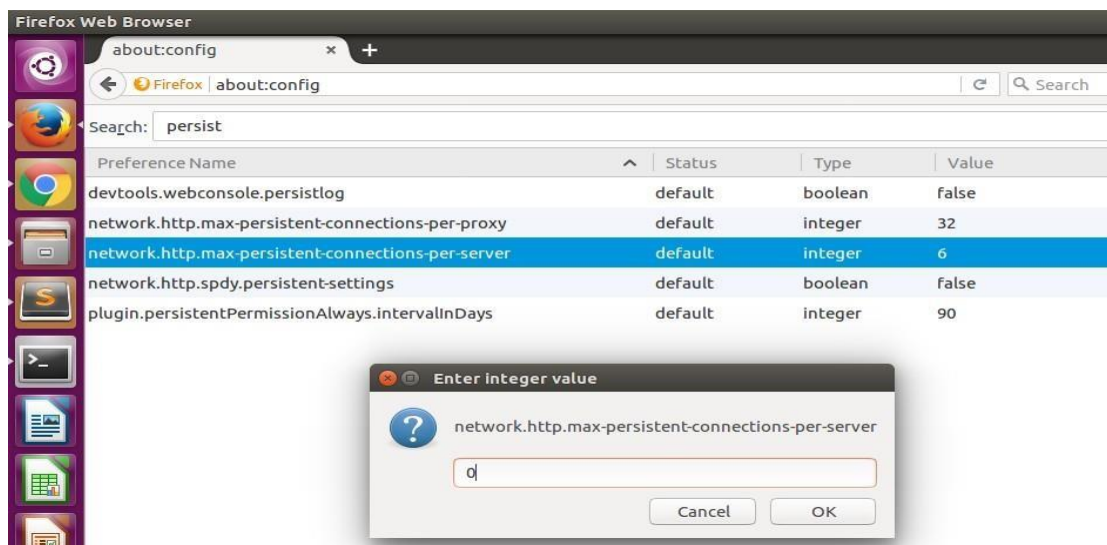 Firefox Web Browser
about:config
Firefox about:config Search
Search: persist
Preference Name Status Type Value
devtools.webconsole.persistlog default boolean false
network.http.max-persistent-connections-per-proxy default integer 32
network.http.max-persistent-connections-per-server default integer 6
network.http.spdy.persistent-settings default boolean false
plugin.persistentPermissionAlways.intervalInDays default integer 90
Enter integer value
network.http.max-persistent-connections-per-server
0
Cancel OK